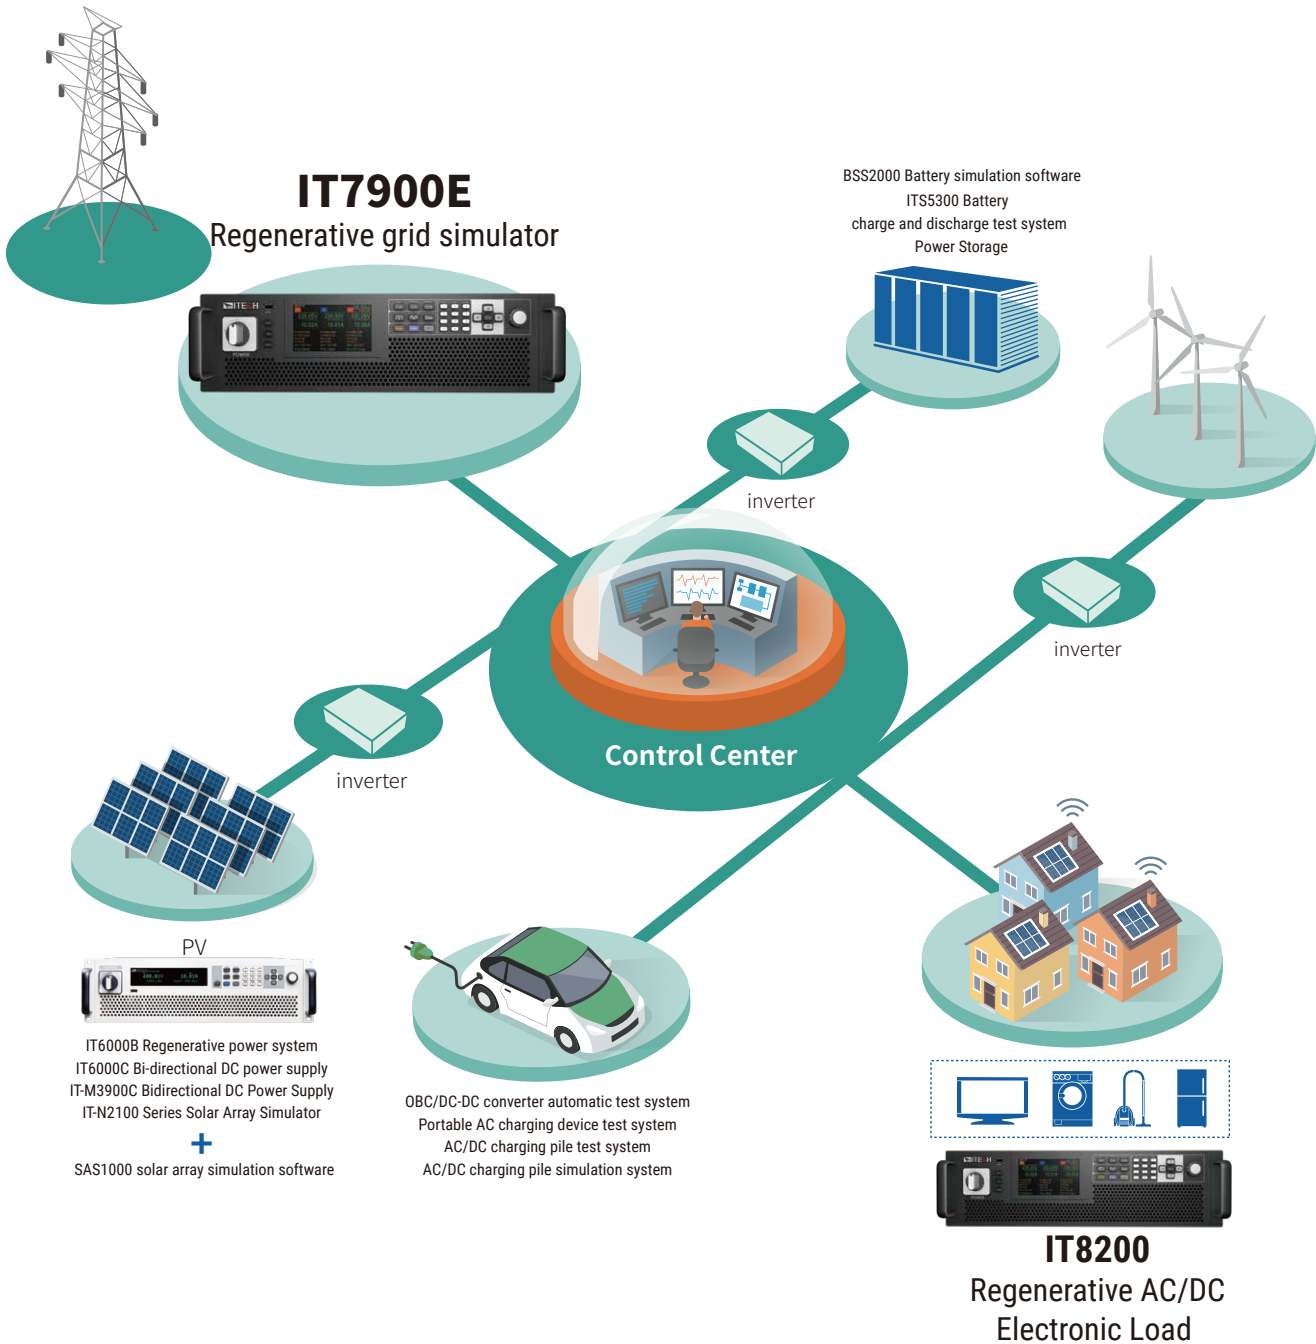 IT7900E
Regenerative grid simulator
ITECH
POWER
BSS2000 Battery simulation software
ITS5300 Battery
charge and discharge test system
Power Storage
inverter
inverter
Control Center
inverter
PV
IT6000B Regenerative power system
IT6000C Bi-directional DC power supply
IT-M3900C Bidirectional DC Power Supply
IT-N2100 Series Solar Array Simulator
+
SAS1000 solar array simulation software
OBC/DC-DC converter automatic test system
Portable AC charging device test system
AC/DC charging pile test system
AC/DC charging pile simulation system
ITECH
IT8200
Regenerative AC/DC
Electronic Load